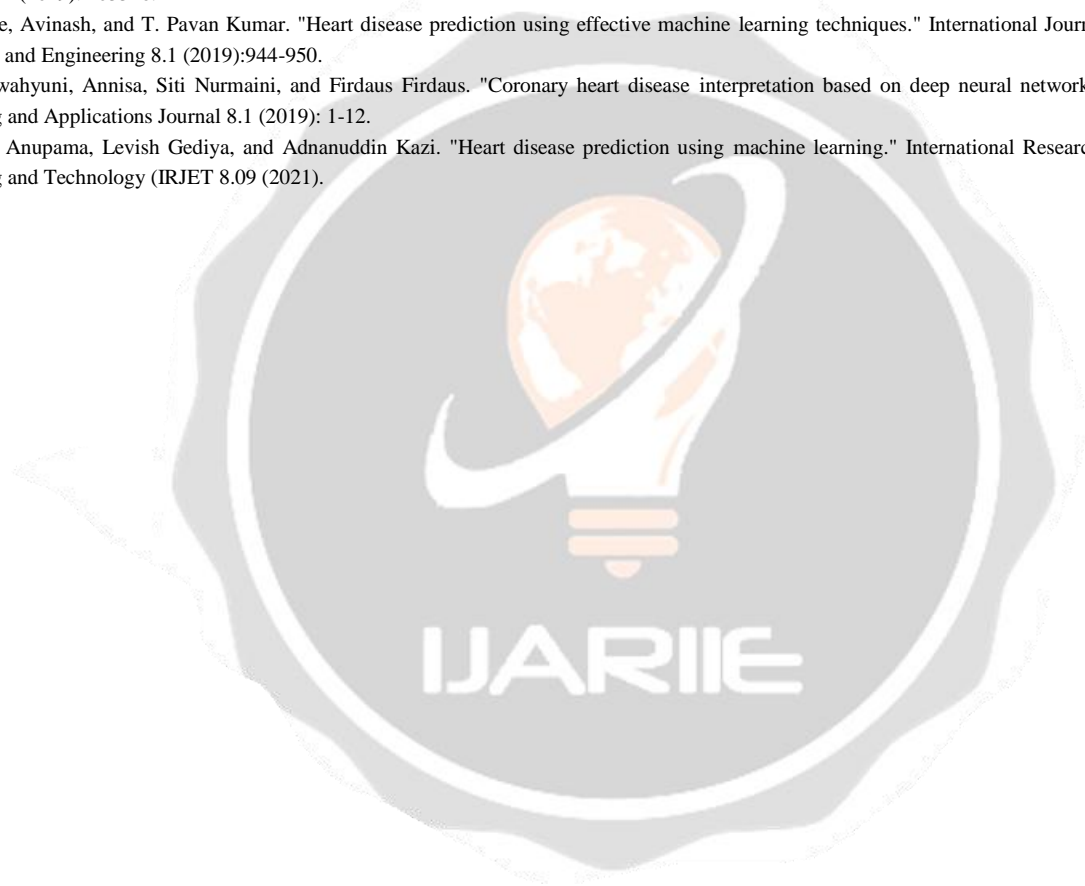 e, Avinash, and T. Pavan Kumar. "Heart disease prediction using effective machine learning techniques." International Journ
and Engineering 8.1 (2019):944-950.
wahyuni, Annisa, Siti Nurmaini, and Firdaus Firdaus. "Coronary heart disease interpretation based on deep neural network
g and Applications Journal 8.1 (2019): 1-12.
Anupama, Levish Gediya, and Adnanuddin Kazi. "Heart disease prediction using machine learning." International Researc
g and Technology (IRJET 8.09 (2021).
IJARIIE